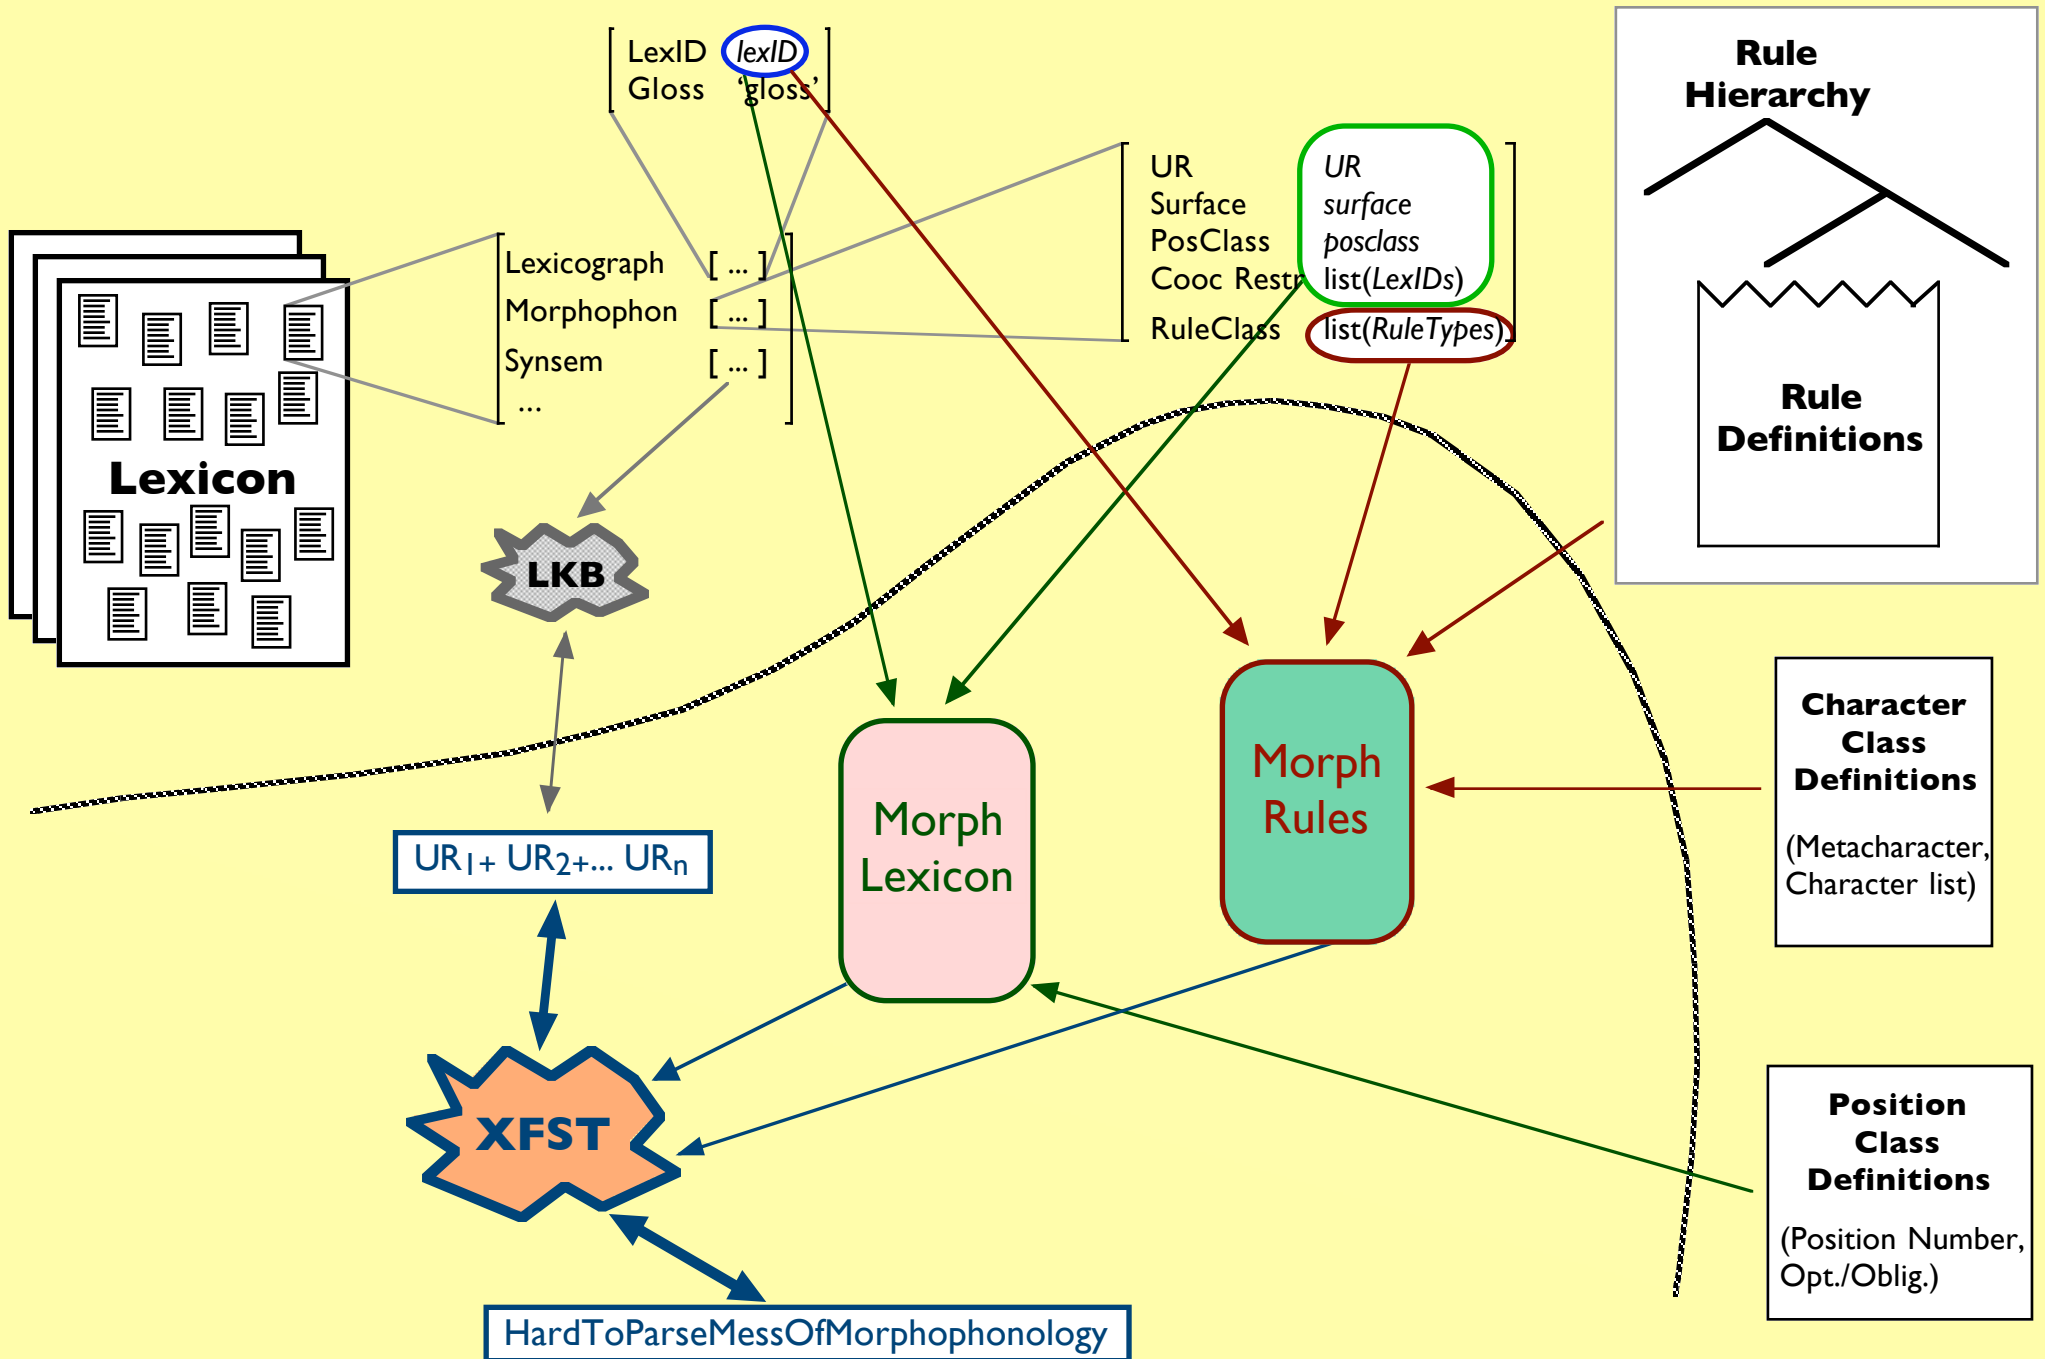 LexID lexID
Gloss ‘gloss’
Rule
Hierarchy
UR UR
Surface surface
PosClass posclass
Cooc Restr list(LexIDs)
RuleClass list(RuleTypes)
Lexicograph [ ... ]
Morphophon [ ... ]
Synsem [ ... ]
...
Rule
Definitions
Lexicon
LKB
Character
Class
Definitions
(Metacharacter,
Character list)
Morph
Rules
Morph
Lexicon
UR1+ UR2+... URn
XFST
Position
Class
Definitions
(Position Number,
Opt./Oblig.)
HardToParseMessOfMorphophonology